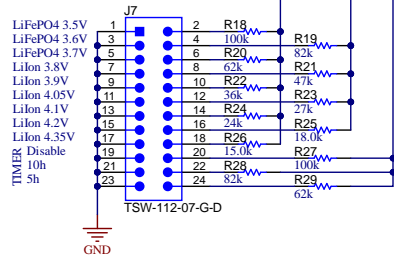 J7
LiFePO4 3.5V 1 2 R18 100k
LiFePO4 3.6V 3 4 R19 82k
LiFePO4 3.7V 5 6 R20 62k
LiIon 3.8V 7 8 R21 47k
LiIon 3.9V 9 10 R22 36k
LiIon 4.05V 11 12 R23 27k
LiIon 4.1V 13 14 R24 24k
LiIon 4.2V 15 16 R25 18.0k
LiIon 4.35V 17 18 R26 15.0k
TIMER
Disable 19 20 R27 100k
10h 21 22 R28 82k
5h 23 24 R29 62k
TSW-112-07-G-D
GND